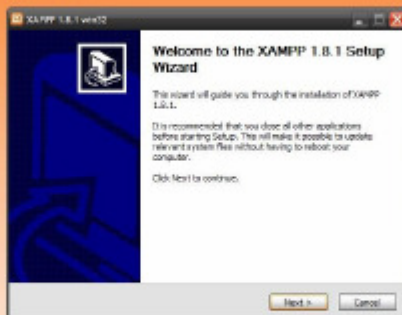 XAMPP 1.8.1 win32
Welcome to the XAMPP 1.8.1 Setup
Wizard
This wizard will guide you through the installation of XAMPP
1.8.1.
It is recommended that you close all other applications
before starting Setup. This will make it possible to update
relevant system files without having to reboot your
computer.
Click Next to continue.
Next >
Cancel